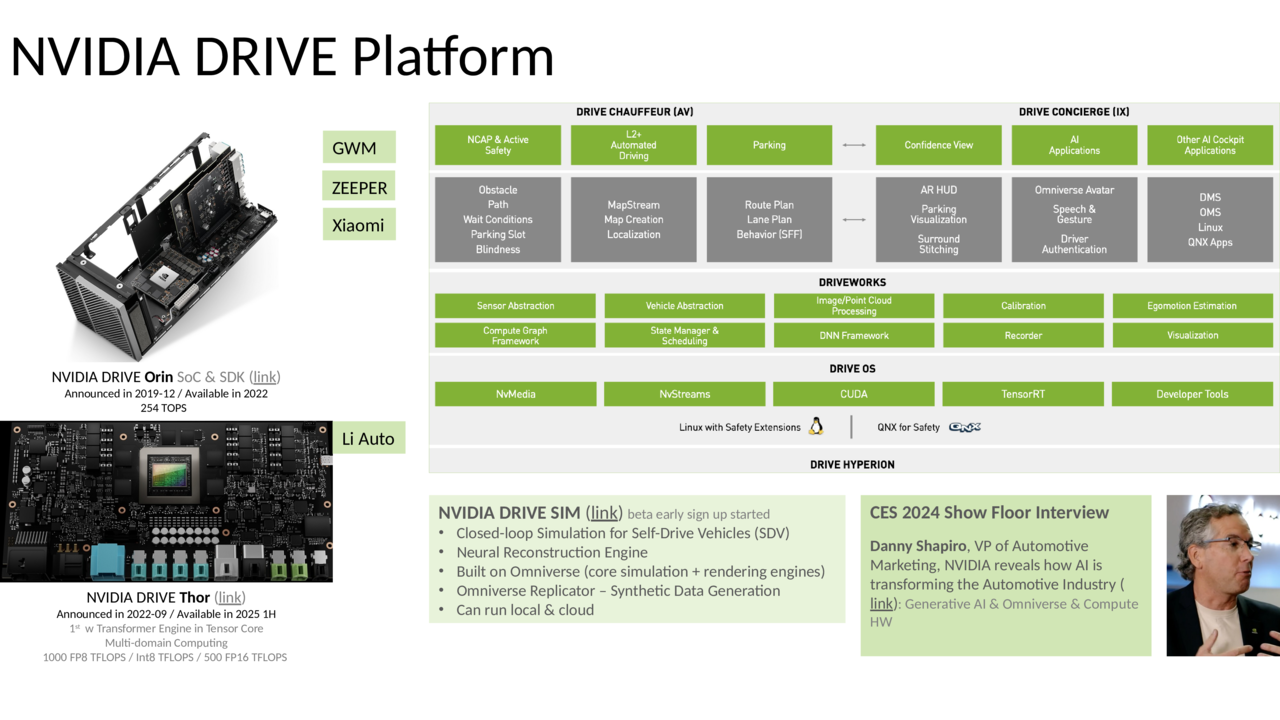 NVIDIA DRIVE Platform
GWM
ZEEPER
Xiaomi
NVIDIA DRIVE Orin SoC & SDK (link)
Announced in 2019-12 / Available in 2022
254 TOPS
Li Auto
NVIDIA DRIVE Thor (link)
Announced in 2022-09 / Available in 2025 1H
1st w Transformer Engine in Tensor Core
Multi-domain Computing
1000 FP8 TFLOPS / Int8 TFLOPS / 500 FP16 TFLOPS
DRIVE CHAUFFEUR (AV)
NCAP & Active
Safety
L2+
Automated
Driving
Parking
Obstacle
Path
Wait Conditions
Parking Slot
Blindness
MapStream
Map Creation
Localization
Route Plan
Lane Plan
Behavior (SFF)
DRIVE CONCIERGE (IX)
Confidence View
AI
Applications
Other AI Cockpit
Applications
AR HUD
Parking
Visualization
Surround
Stitching
Omniverse Avatar
Speech &
Gesture
Driver
Authentication
DMS
OMS
Linux
QNX Apps
DRIVEWORKS
Sensor Abstraction
Vehicle Abstraction
Image/Point Cloud
Processing
Calibration
Egomotion Estimation
Compute Graph
Framework
State Manager &
Scheduling
DNN Framework
Recorder
Visualization
DRIVE OS
NvMedia
NvStreams
CUDA
TensorRT
Developer Tools
Linux with Safety Extensions
QNX for Safety
QNX
DRIVE HYPERION
NVIDIA DRIVE SIM (link) beta early sign up started
• Closed-loop Simulation for Self-Drive Vehicles (SDV)
• Neural Reconstruction Engine
• Built on Omniverse (core simulation + rendering engines)
• Omniverse Replicator – Synthetic Data Generation
• Can run local & cloud
CES 2024 Show Floor Interview
Danny Shapiro, VP of Automotive
Marketing, NVIDIA reveals how AI is
transforming the Automotive Industry (
link): Generative AI & Omniverse & Compute
HW